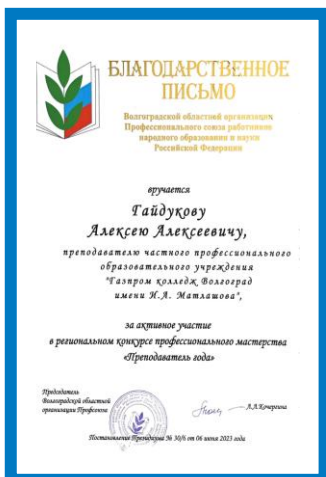 БЛАГОДАРСТВЕННОЕ
ПИСЬМО
Волгоградской областной организации
Профессионального союза работников
народного образования и науки
Российской Федерации
вручается
Гайдукову
Алексею Алексеевичу,
преподавателю частного профессионального
образовательного учреждения
"Газпром колледж Волгоград
имени И.А. Матлашова",
за активное участие
в региональном конкурсе профессионального мастерства
«Преподаватель года»
Председатель
Волгоградской областной
организации Профсоюза
Л.Л.Кочергина
Постановление Президиума № 30/6 от 06 июня 2023 года